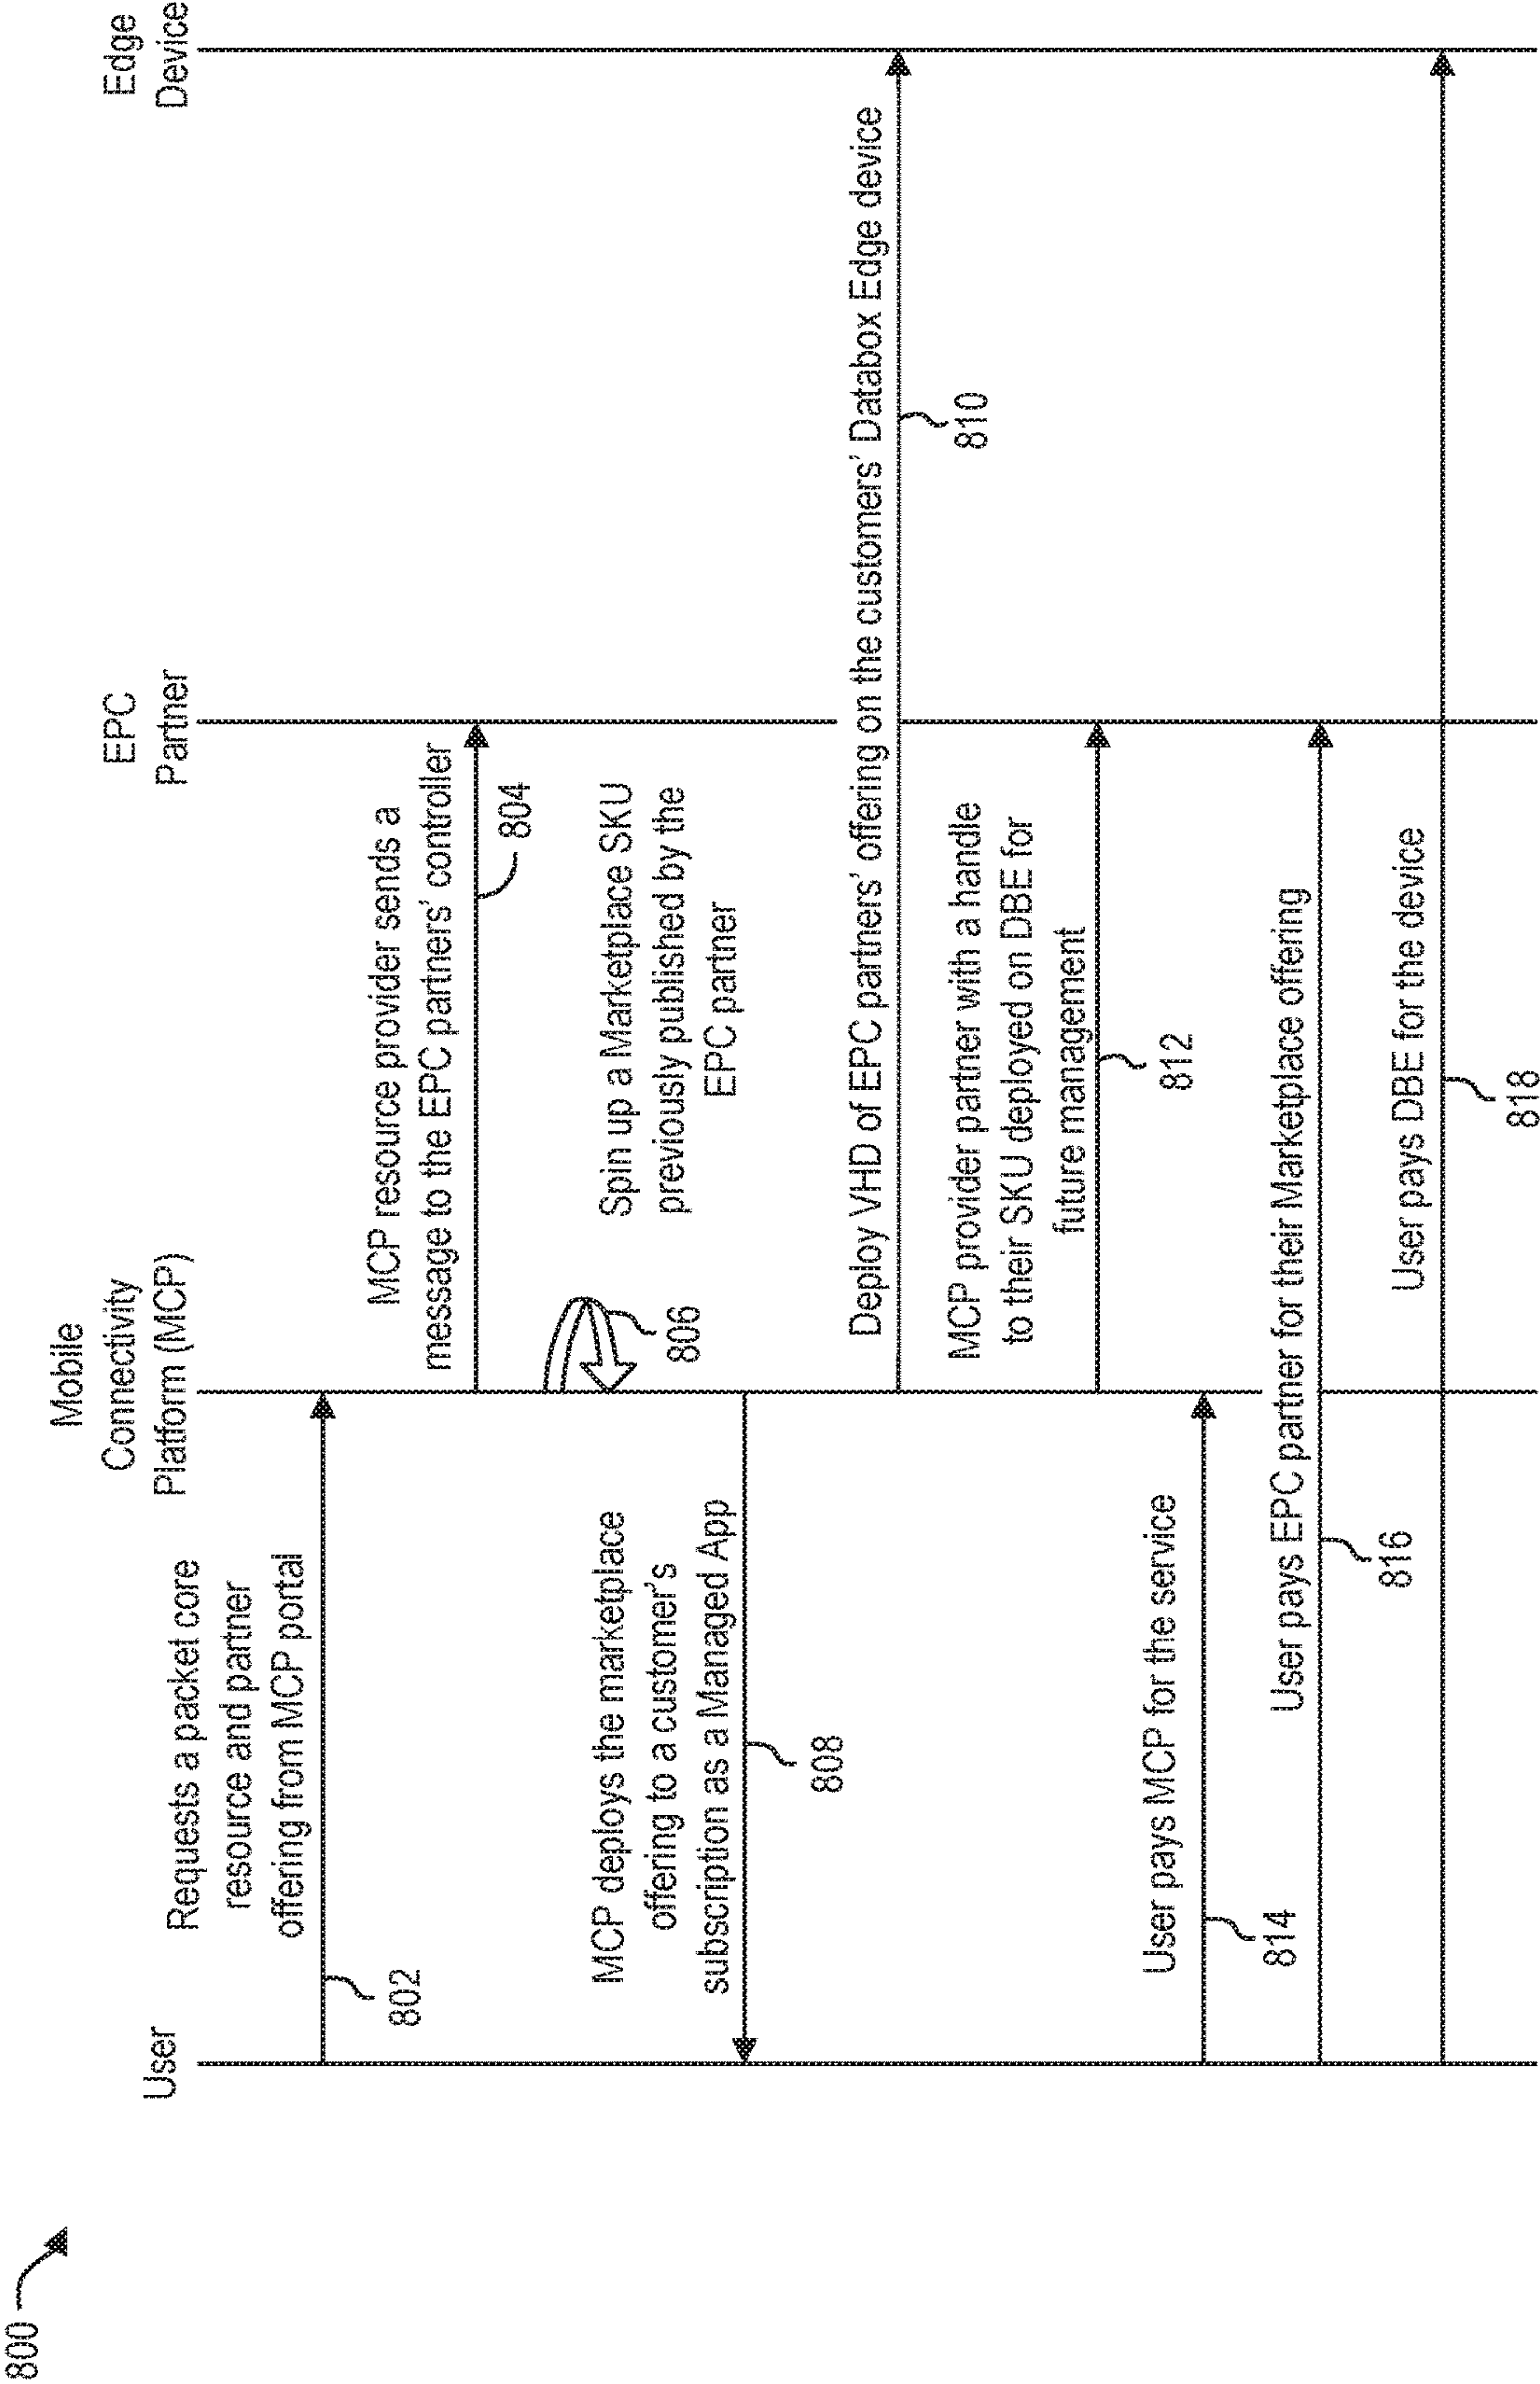 800
User
Mobile
Connectivity
Platform (MCP)
EPC
Partner
Edge
Device
Requests a packet core
resource and partner
offering from MCP portal
802
MCP resource provider sends a
message to the EPC partners' controller
804
Spin up a Marketplace SKU
previously published by the
EPC partner
806
MCP deploys the marketplace
offering to a customer's
subscription as a Managed App
808
Deploy VHD of EPC partners' offering on the customers' Databox Edge device
810
MCP provider partner with a handle
to their SKU deployed on DBE for
future management
812
User pays MCP for the service
814
User pays EPC partner for their Marketplace offering
816
User pays DBE for the device
818